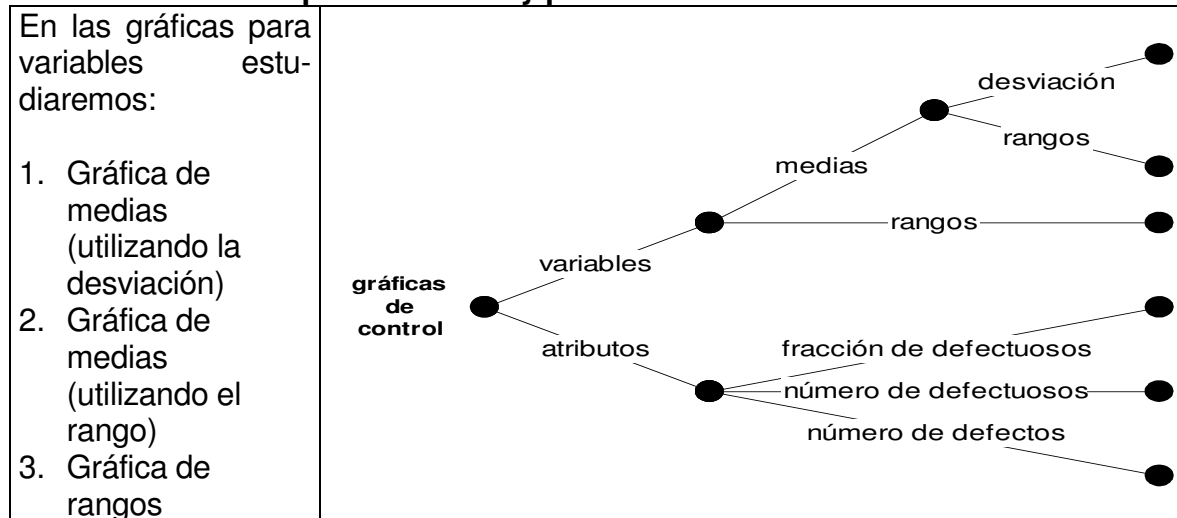 En las gráficas para
variables estu-
diaremos:
1. Gráfica de
medias
(utilizando la
desviación)
2. Gráfica de
medias
(utilizando el
rango)
3. Gráfica de
rangos
desviación
rangos
medias
rangos
variables
gráficas
de
control
atributos
fracción de defectuosos
número de defectuosos
número de defectos